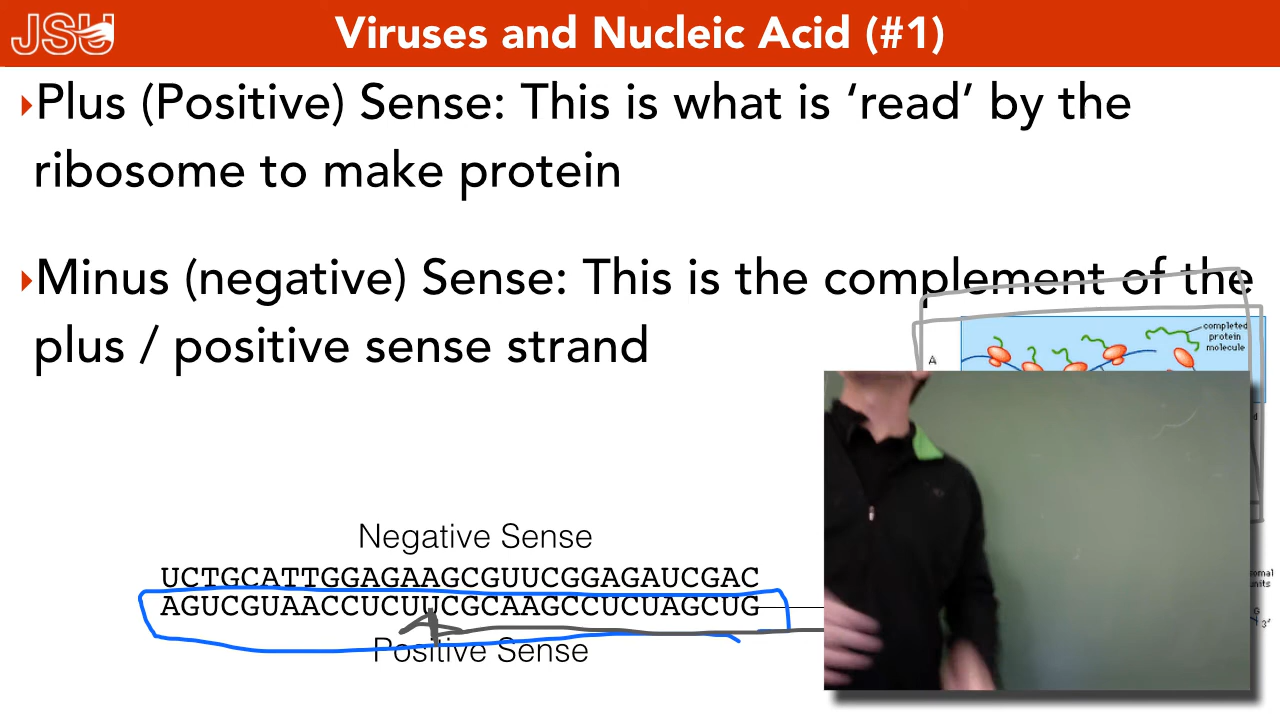 JSU
Viruses and Nucleic Acid (#1)
Plus (Positive) Sense: This is what is ‘read’ by the
ribosome to make protein
Minus (negative) Sense: This is the complement of the
plus / positive sense strand
completed
protein
molecule
A
Negative Sense
UCTGCATTGGAGAAGCGUUCGGAGAUCGAC
AGUCGUAACCUCUUCGCAAGCCUCUAGCUG
Positive Sense
G
3'